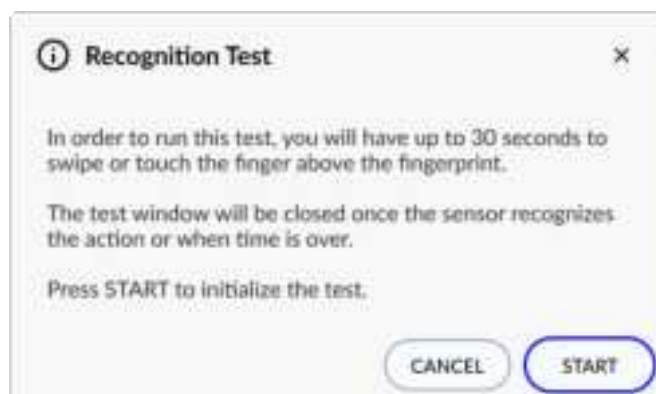 Recognition Test
In order to run this test, you will have up to 30 seconds to
swipe or touch the finger above the fingerprint.
The test window will be closed once the sensor recognizes
the action or when time is over.
Press START to initialize the test.
CANCEL START